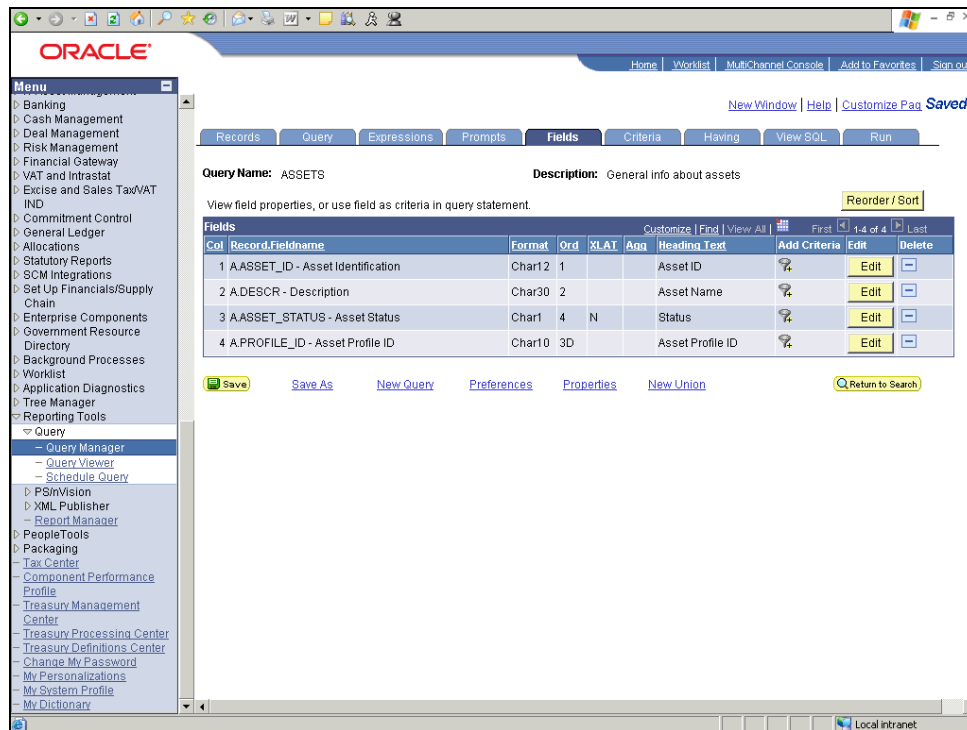 ORACLE
Home | Worklist | MultiChannel Console | Add to Favorites | Sign ou
Menu
Banking
Cash Management
Deal Management
Risk Management
Financial Gateway
VAT and Intrastat
Excise and Sales Tax/VAT
IND
Commitment Control
General Ledger
Allocations
Statutory Reports
SCM Integrations
Set Up Financials/Supply
Chain
Enterprise Components
Government Resource
Directory
Background Processes
Worklist
Application Diagnostics
Tree Manager
Reporting Tools
Query
Query Manager
Query Viewer
Schedule Query
PS/nVision
XML Publisher
Report Manager
PeopleTools
Packaging
Tax Center
Component Performance
Profile
Treasury Management
Center
Treasury Processing Center
Treasury Definitions Center
Change My Password
My Personalizations
My System Profile
My Dictionary
New Window | Help | Customize Pag Saved
Records Query Expressions Prompts Fields Criteria Having View SQL Run
Query Name: ASSETS Description: General info about assets
View field properties, or use field as criteria in query statement. Reorder / Sort
Fields Customize | Find | View All | First 1-4 of 4 Last
Col Record.Fieldname Format Ord XLAT Agg Heading Text Add Criteria Edit Delete
1 A.ASSET_ID - Asset Identification Char12 1 Asset ID Edit
2 A.DESCR - Description Char30 2 Asset Name Edit
3 A.ASSET_STATUS - Asset Status Char1 4 N Status Edit
4 A.PROFILE_ID - Asset Profile ID Char10 3D Asset Profile ID Edit
Save Save As New Query Preferences Properties New Union Return to Search
Local intranet